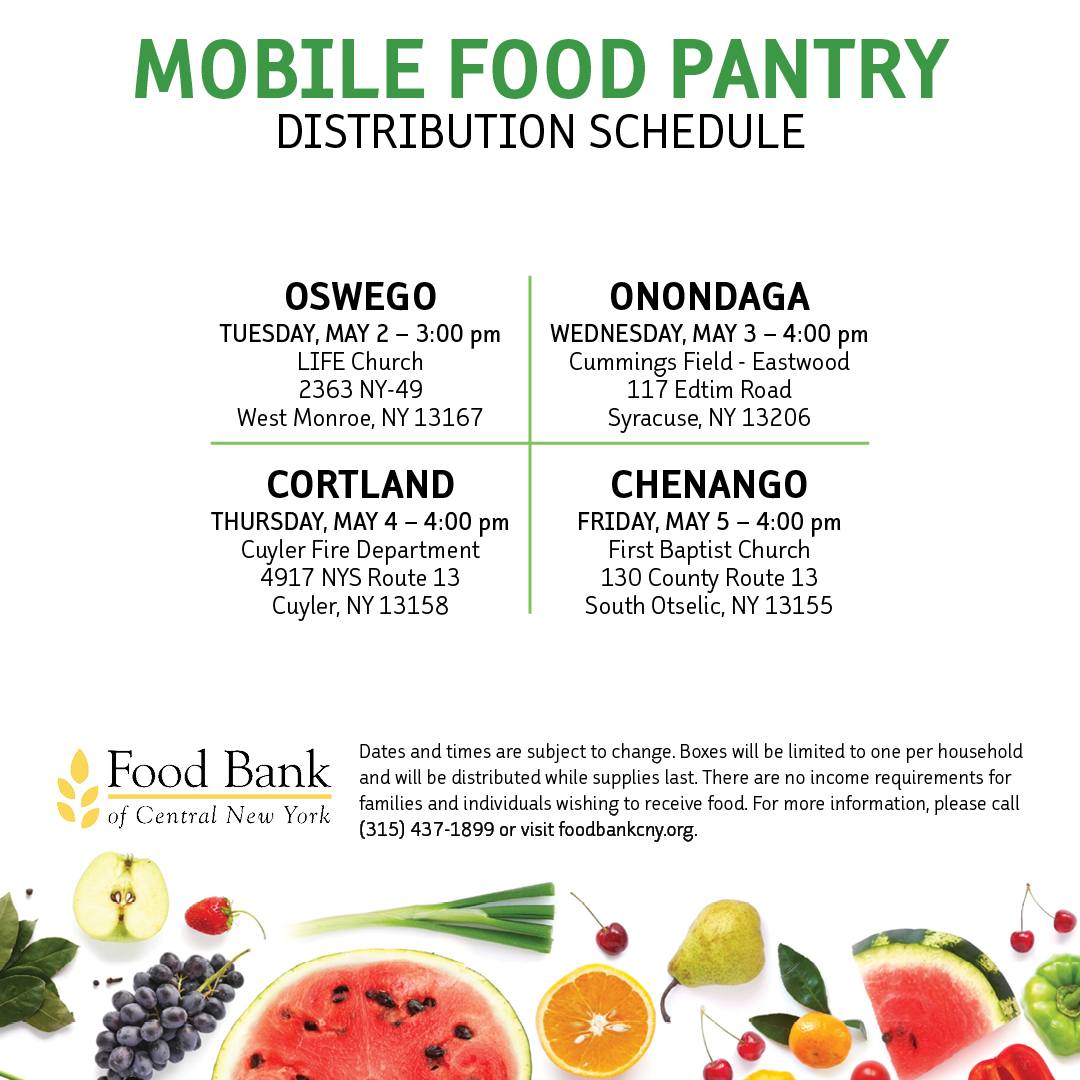 MOBILE FOOD PANTRY
DISTRIBUTION SCHEDULE
OSWEGO
TUESDAY, MAY 2 – 3:00 pm
LIFE Church
2363 NY-49
West Monroe, NY 13167
ONONDAGA
WEDNESDAY, MAY 3 – 4:00 pm
Cummings Field - Eastwood
117 Edtim Road
Syracuse, NY 13206
CORTLAND
THURSDAY, MAY 4 – 4:00 pm
Cuyler Fire Department
4917 NYS Route 13
Cuyler, NY 13158
CHENANGO
FRIDAY, MAY 5 – 4:00 pm
First Baptist Church
130 County Route 13
South Otselic, NY 13155
Food Bank
of Central New York
Dates and times are subject to change. Boxes will be limited to one per household
and will be distributed while supplies last. There are no income requirements for
families and individuals wishing to receive food. For more information, please call
(315) 437-1899 or visit foodbankcny.org.